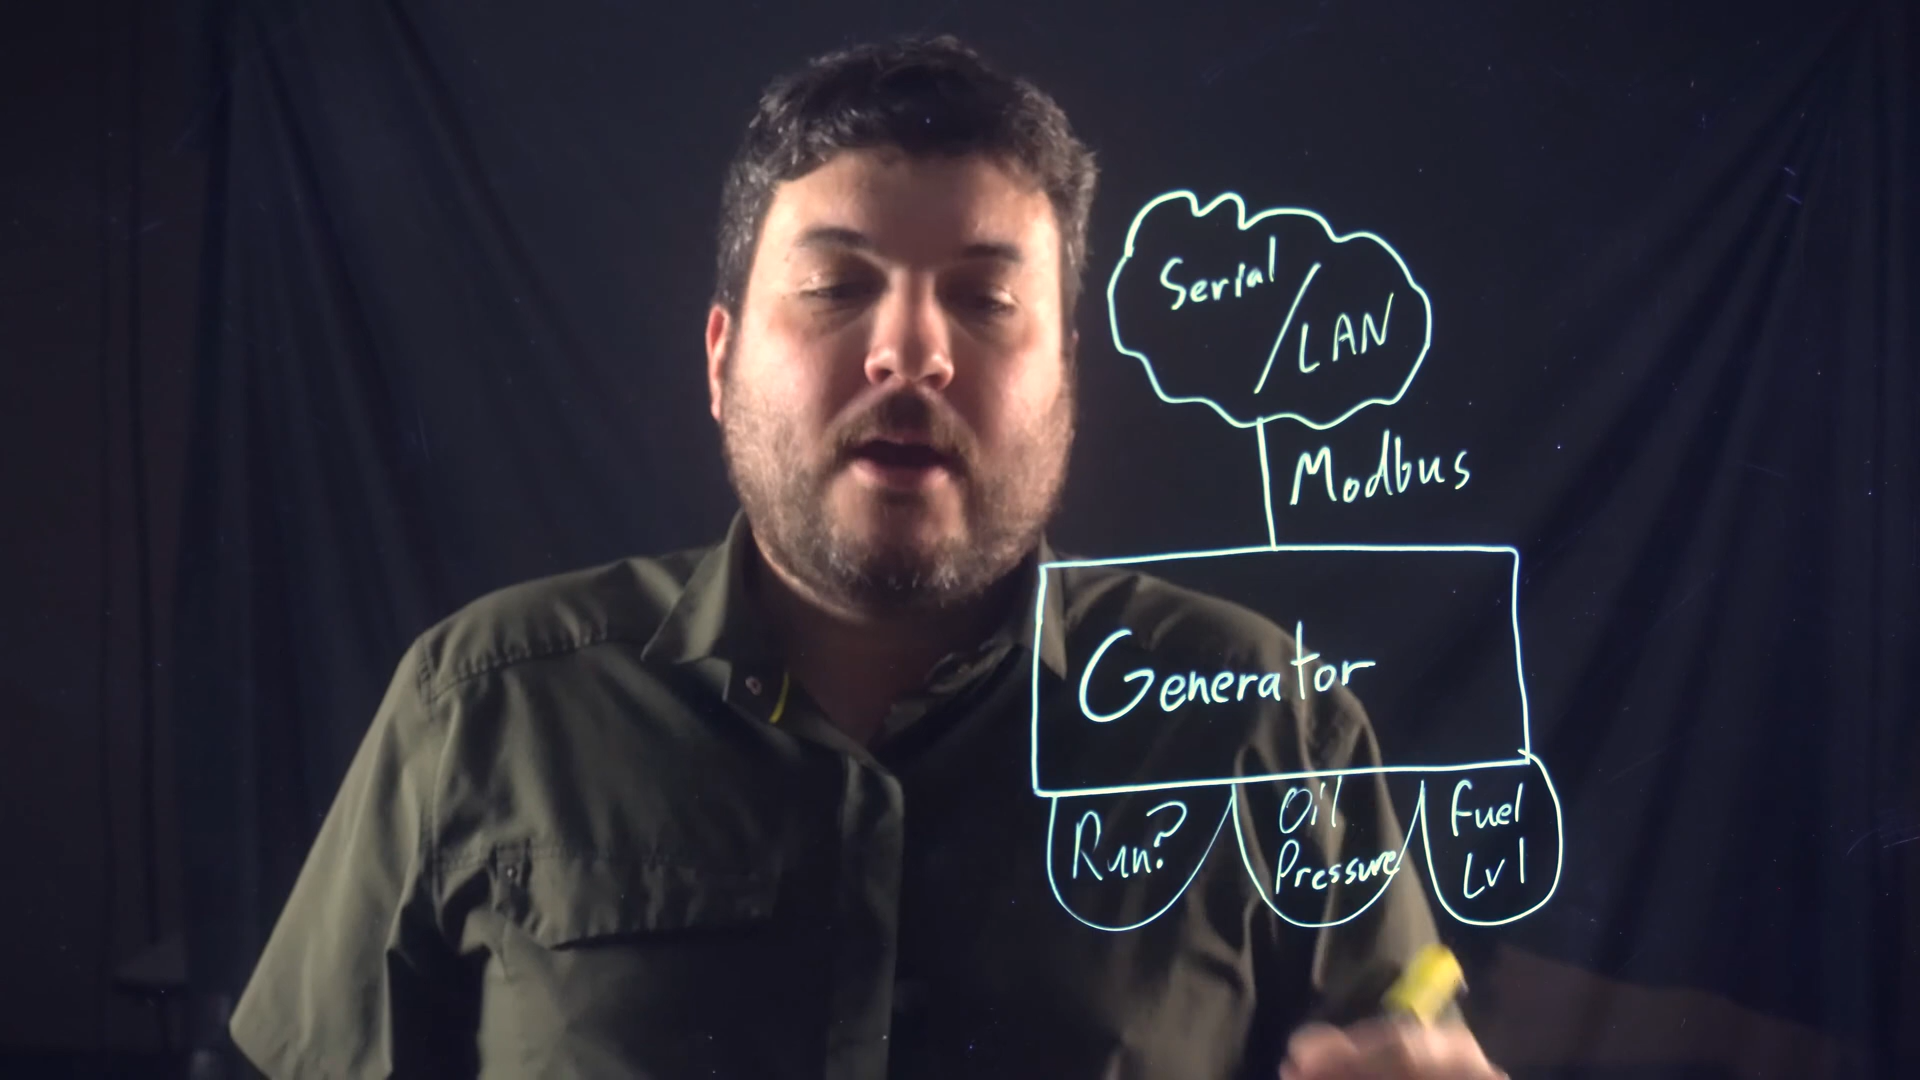 Serial
/LAN
Modbus
Generator
Run?
Oil
Pressure
Fuel
Lvl